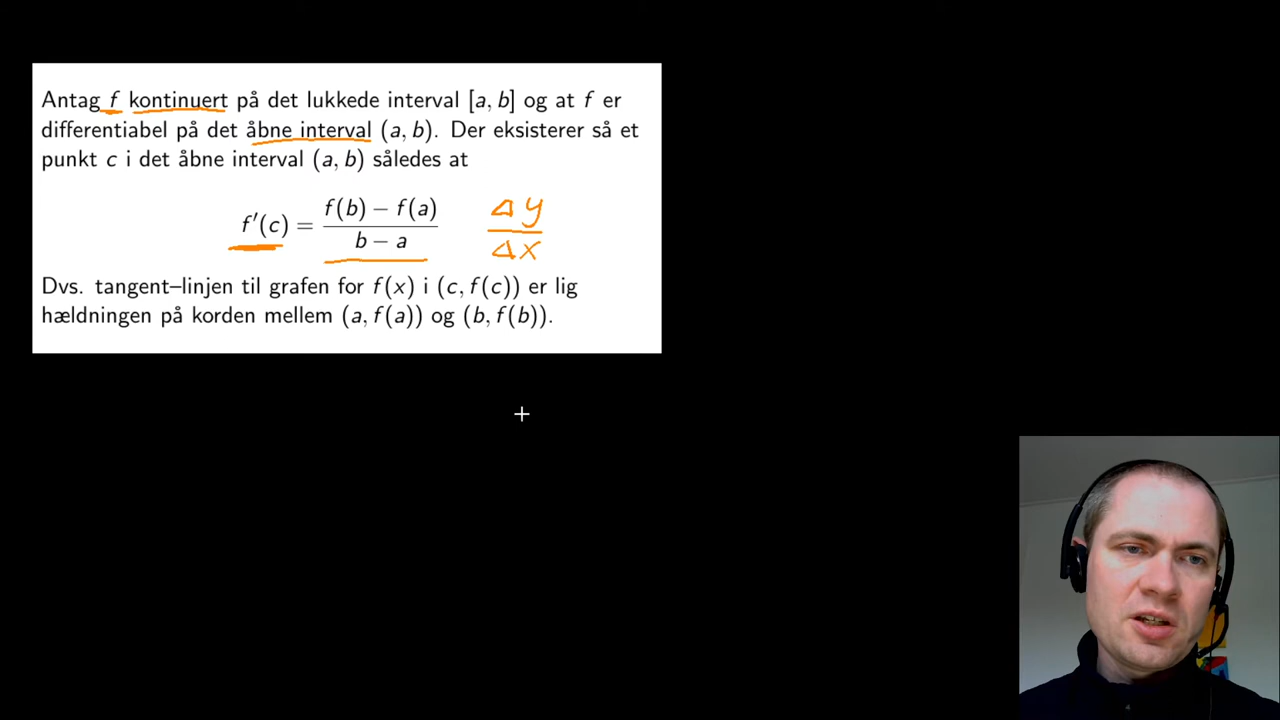 Antag f kontinuert på det lukkede interval [a, b] og at f er
differentiabel på det åbne interval (a, b). Der eksisterer så et
punkt c i det åbne interval (a, b) således at
f′(c) = \frac{f(b) − f(a)}{b − a} \frac{Δy}{Δx}
Dvs. tangent–linjen til grafen for f(x) i (c, f(c)) er lig
hældningen på korden mellem (a, f(a)) og (b, f(b)).